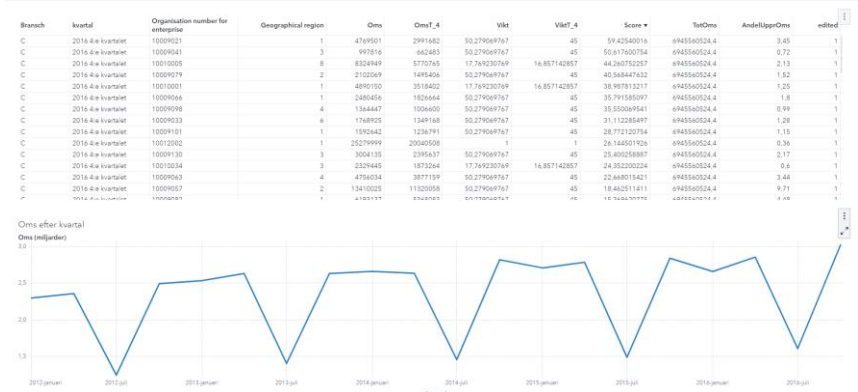 Bransch kvartal Organisation number for enterprise Geographical region Oms OmsT_4 Vikt ViktT_4 Score ▼ TotOms AndelUpprOms edited
C 2016 4:e kvartalet 10009021 1 4769501 2991682 50,279069767 45 59,42540016 6945560524,4 3,45 1
C 2016 4:e kvartalet 10009041 3 997816 662483 50,279069767 45 50,617600754 6945560524,4 0,72 1
C 2016 4:e kvartalet 10010005 8 8324949 5770765 17,769230769 16,857142857 44,260752257 6945560524,4 2,13 1
C 2016 4:e kvartalet 10009079 2 2102069 1495406 50,279069767 45 40,568447632 6945560524,4 1,52 1
C 2016 4:e kvartalet 10010001 1 4890150 3518402 17,769230769 16,857142857 38,987813217 6945560524,4 1,25 1
C 2016 4:e kvartalet 10009066 1 2480456 1826664 50,279069767 45 35,791585097 6945560524,4 1,8 1
C 2016 4:e kvartalet 10009098 4 1364447 1006600 50,279069767 45 35,550069541 6945560524,4 0,99 1
C 2016 4:e kvartalet 10009033 6 1768925 1349168 50,279069767 45 31,112285497 6945560524,4 1,28 1
C 2016 4:e kvartalet 10009101 1 1592642 1236791 50,279069767 45 28,772120754 6945560524,4 1,15 1
C 2016 4:e kvartalet 10012002 1 25279999 20040508 1 1 26,144501926 6945560524,4 0,36 1
C 2016 4:e kvartalet 10009130 3 3004135 2395637 50,279069767 45 25,400258887 6945560524,4 2,17 1
C 2016 4:e kvartalet 10010034 3 2329445 1873264 17,769230769 16,857142857 24,352200224 6945560524,4 0,6 1
C 2016 4:e kvartalet 10009063 4 4756034 3877159 50,279069767 45 22,668015421 6945560524,4 3,44 1
C 2016 4:e kvartalet 10009057 2 13410025 11320058 50,279069767 45 18,462511411 6945560524,4 9,71 1
Oms efter kvartal
Oms (miljarder)
3,0
2,5
2,0
1,5
2012-januari 2012-juli 2013-januari 2013-juli 2014-januari 2014-juli 2015-januari 2015-juli 2016-januari 2016-juli